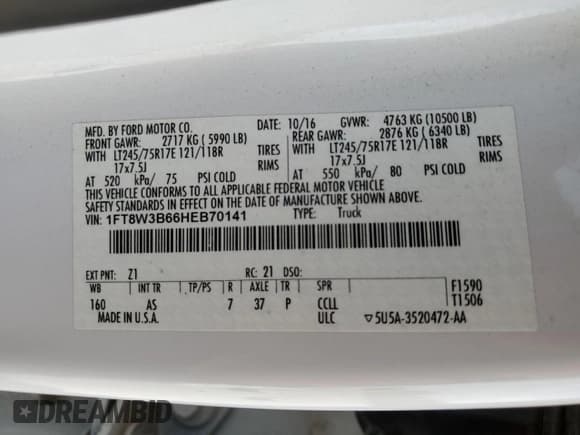 MFD. BY FORD MOTOR CO.
DATE: 10/16 GVWR: 4763 KG (10500 LB)
FRONT GAWR: 2717 KG ( 5990 LB)
REAR GAWR: 2876 KG ( 6340 LB)
WITH LT245/75R17E 121/118R TIRES
WITH LT245/75R17E 121/118R TIRES
17x7.5J RIMS
17x7.5J RIMS
AT 520 kPa/ 75 PSI COLD
AT 550 kPa/ 80 PSI COLD
THIS VEHICLE CONFORMS TO ALL APPLICABLE FEDERAL MOTOR VEHICLE
SAFETY STANDARDS IN EFFECT ON THE DATE OF MANUFACTURE SHOWN ABOVE.
VIN: 1FT8W3B66HEB70141
TYPE: Truck
EXT PNT: Z1 RC: 21 DSO:
WB INT TR TP/PS R AXLE TR SPR
F1590
160 AS 7 37 P CCLL
T1506
MADE IN U.S.A. ULC ▽5U5A-3520472-AA
DREAMBID